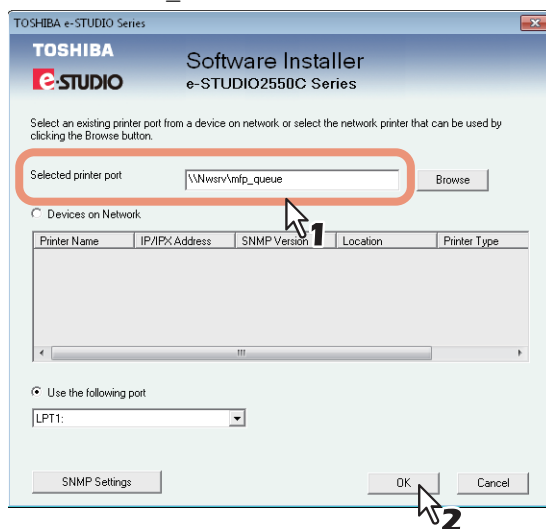 TOSHIBA e-STUDIO Series
TOSHIBA
e-STUDIO
Software Installer
e-STUDIO2550C Series
Select an existing printer port from a device on network or select the network printer that can be used by
clicking the Browse button.
Selected printer port
\\Nwsrv\mfp_queue
Browse
1
Devices on Network
Printer Name IP/IPX Address SNMP Version Location Printer Type
Use the following port
LPT1:
SNMP Settings
OK
Cancel
2